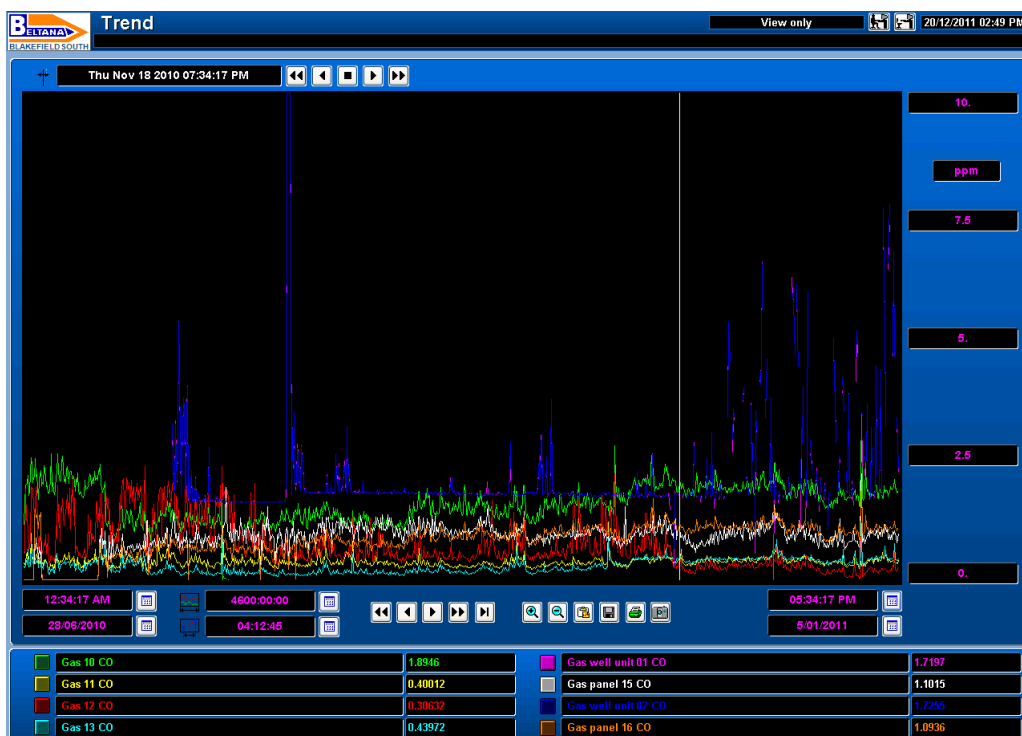 BELTANA
BLAKEFIELD SOUTH
Trend
View only
20/12/2011 02:49 PM
Thu Nov 18 2010 07:34:17 PM
10.
ppm
7.5
5.
2.5
0.
12:34:17 AM
4600:00:00
05:34:17 PM
28/06/2010
04:12:45
5/01/2011
Gas 10 CO 1.8946 Gas well unit 01 CO 1.7197
Gas 11 CO 0.40012 Gas panel 15 CO 1.1015
Gas 12 CO 0.30632 Gas well unit 02 CO 1.7255
Gas 13 CO 0.43972 Gas panel 16 CO 1.0936